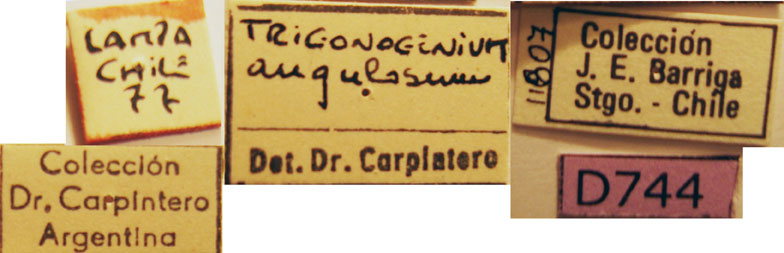 LAMPA
CHILE
77
TRIGONOGENIUM
angulosum
Det. Dr. Carpintero
11807
Colección
J. E. Barriga
Stgo. - Chile
Colección
Dr. Carpintero
Argentina
D744